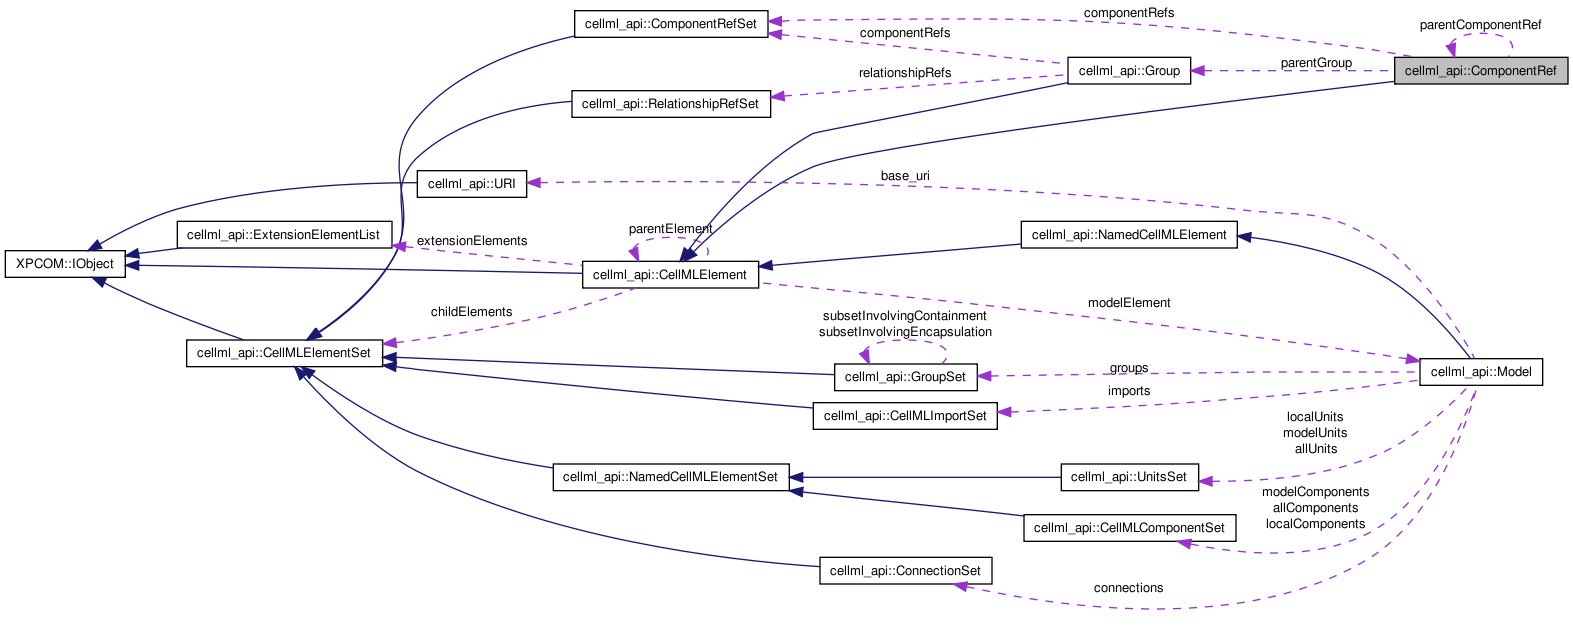 componentRefs
cellml_api::ComponentRefSet
parentComponentRef
componentRefs
parentGroup
cellml_api::Group
cellml_api::ComponentRef
relationshipRefs
cellml_api::RelationshipRefSet
base_uri
cellml_api::URI
parentElement
cellml_api::ExtensionElementList
cellml_api::NamedCellMLElement
extensionElements
XPCOM::IObject
cellml_api::CellMLElement
childElements
modelElement
subsetInvolvingContainment
subsetInvolvingEncapsulation
cellml_api::CellMLElementSet
groups
cellml_api::GroupSet
cellml_api::Model
imports
cellml_api::CellMLImportSet
localUnits
modelUnits
allUnits
cellml_api::NamedCellMLElementSet
cellml_api::UnitsSet
modelComponents
allComponents
localComponents
cellml_api::CellMLComponentSet
cellml_api::ConnectionSet
connections